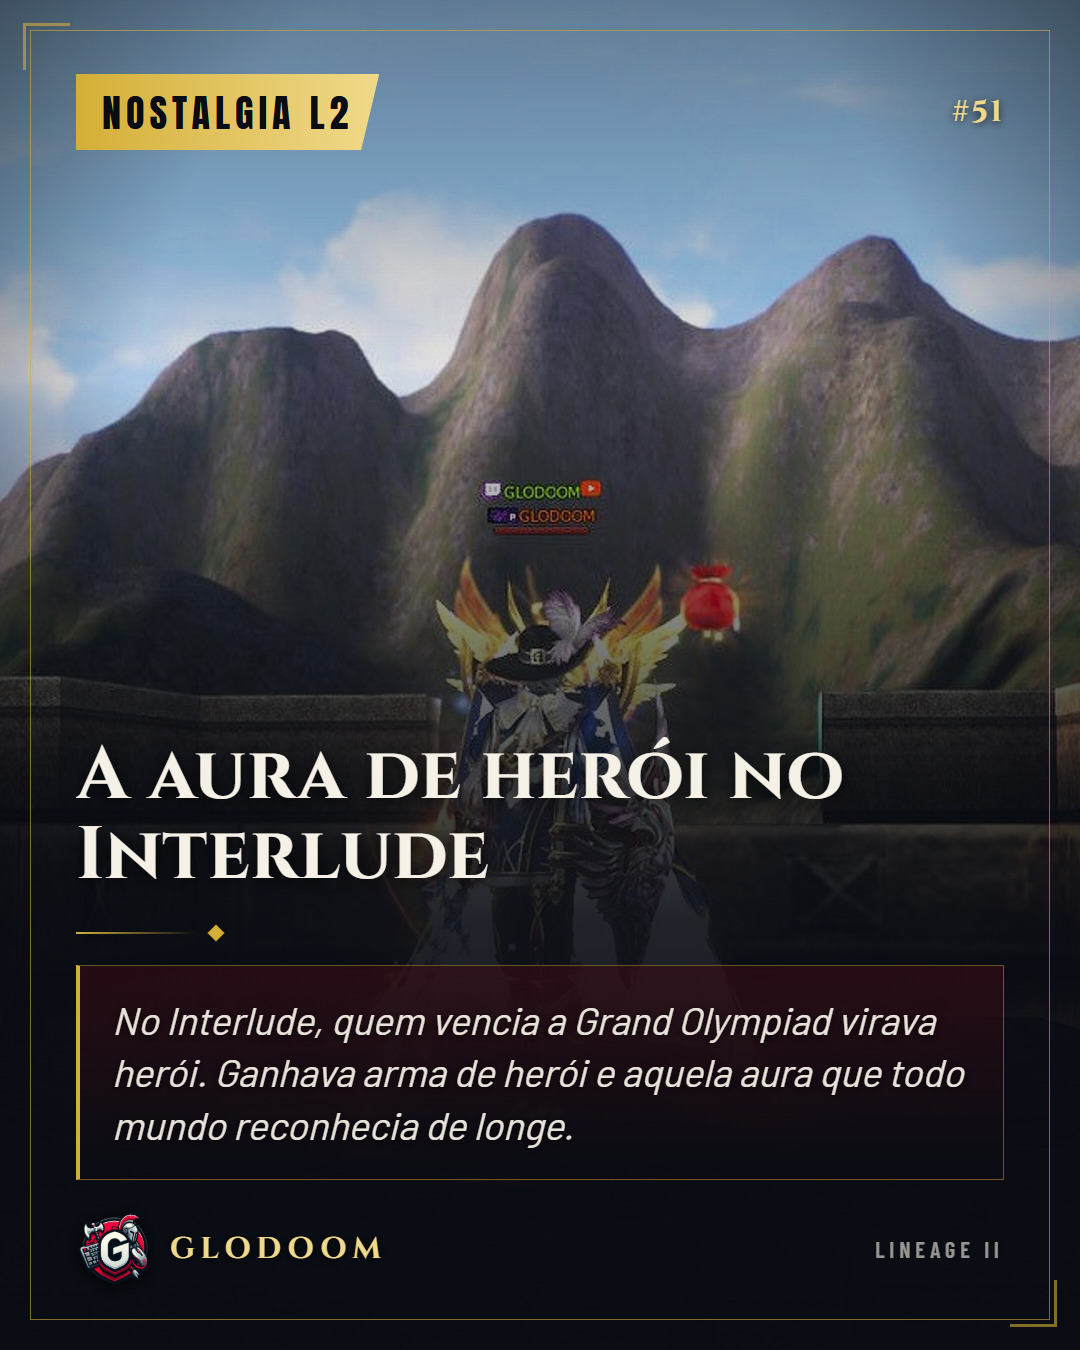 NOSTALGIA L2
#51
GLODOOM
GLODOOM
A AURA DE HERÓI NO
INTERLUDE
No Interlude, quem vencia a Grand Olympiad virava
herói. Ganhava arma de herói e aquela aura que todo
mundo reconhecia de longe.
G
GLODOOM
LINEAGE II